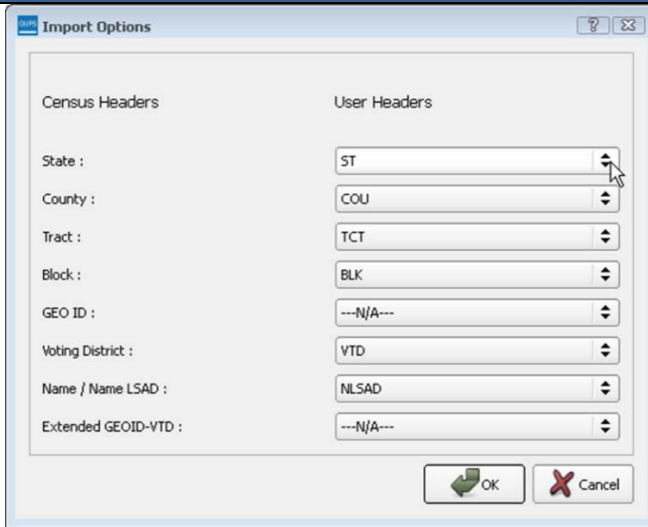 GUPS Import Options
Census Headers User Headers
State : ST
County : COU
Tract : TCT
Block : BLK
GEO ID : ---N/A---
Voting District : VTD
Name / Name LSAD : NLSAD
Extended GEOID-VTD : ---N/A---
OK Cancel